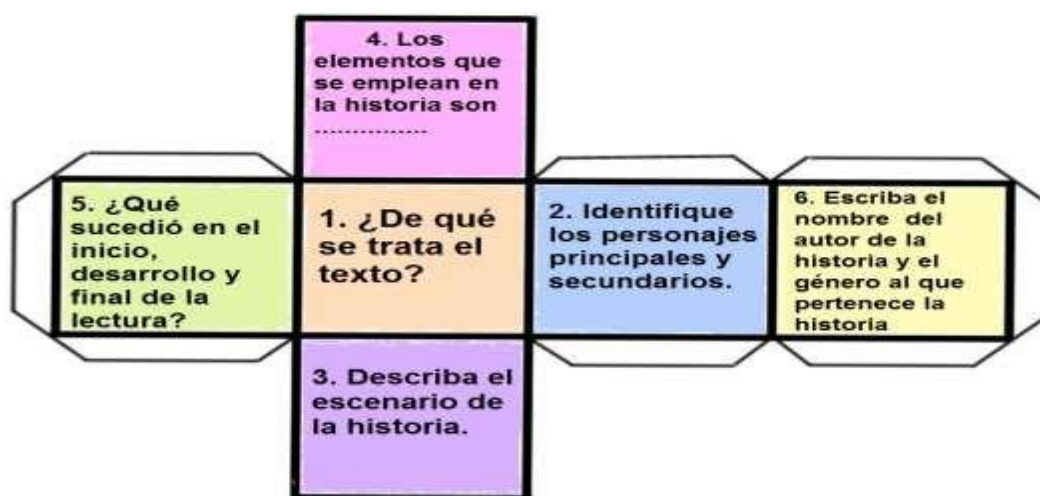 4. Los
elementos que
se emplean en
la historia son
...............
5. ¿Qué
sucedió en el
inicio,
desarrollo y
final de la
lectura?
1. ¿De qué
se trata el
texto?
2. Identifique
los personajes
principales y
secundarios.
6. Escriba el
nombre del
autor de la
historia y el
género al que
pertenece la
historia
3. Describa el
escenario de
la historia.